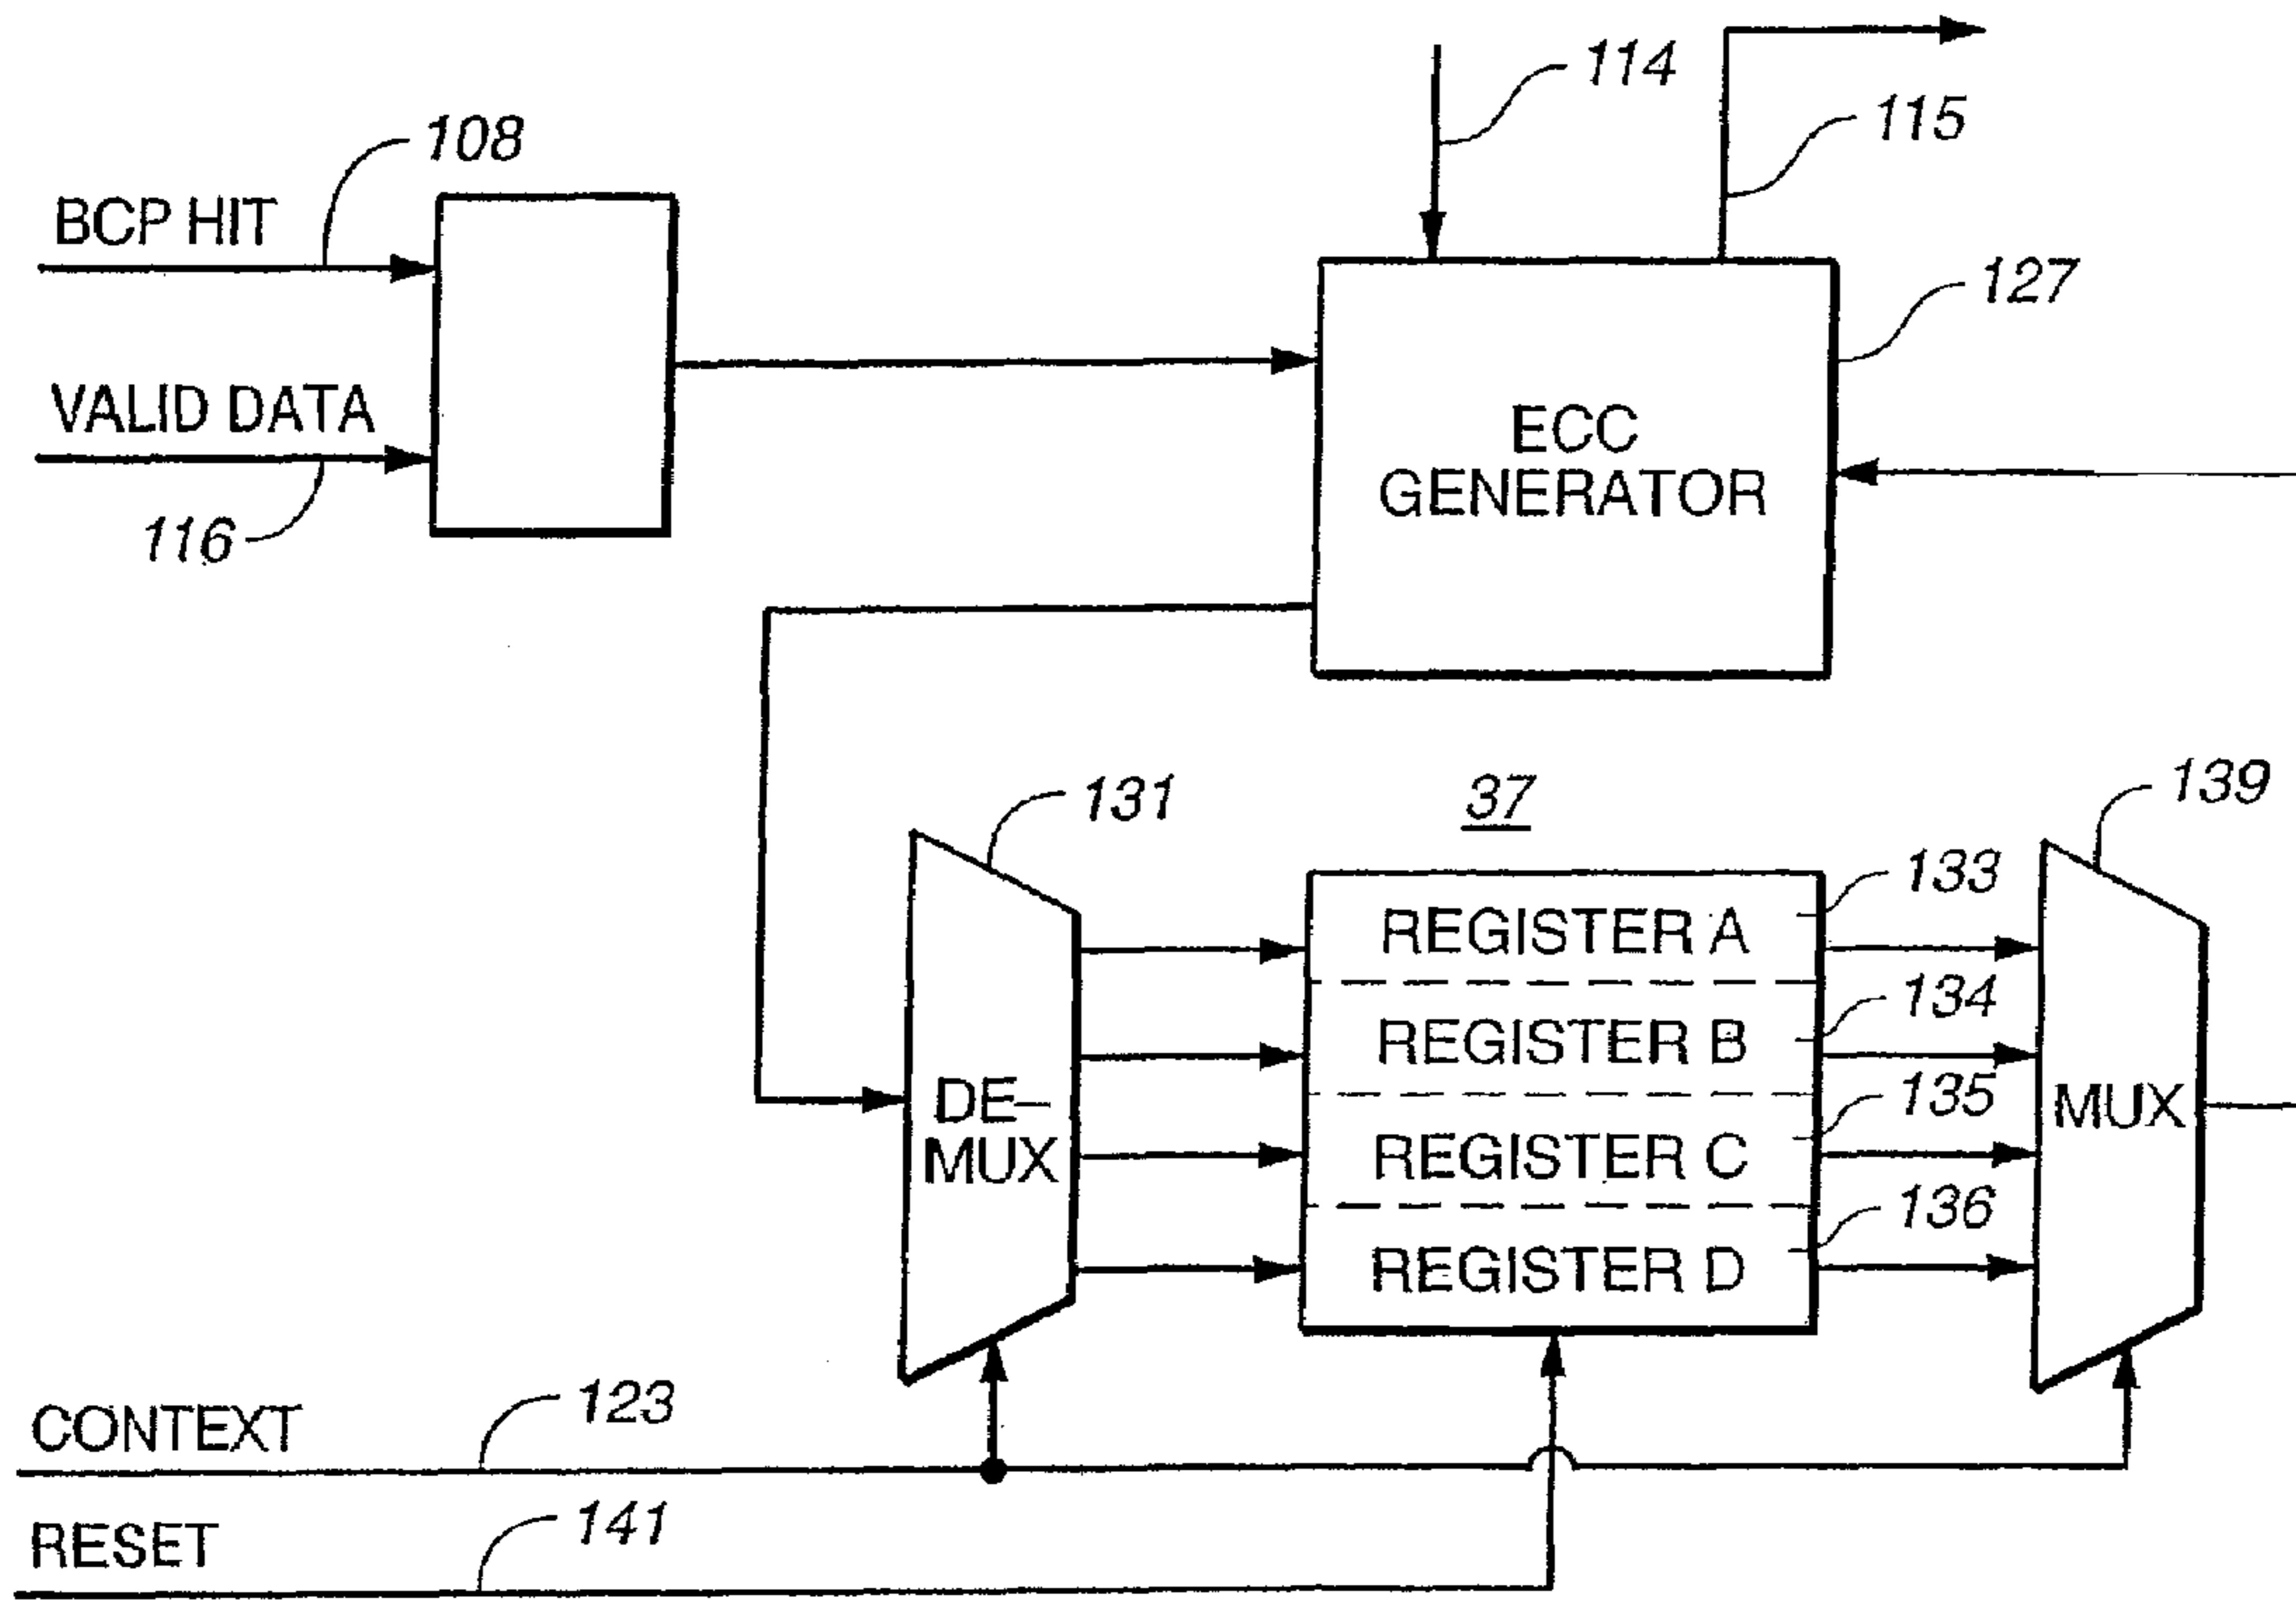 114
115
108
BCP HIT
127
VALID DATA
116
ECC
GENERATOR
131
37
139
133
REGISTER A
134
REGISTER B
DE-
MUX
135
MUX
REGISTER C
136
REGISTER D
CONTEXT
123
RESET
141